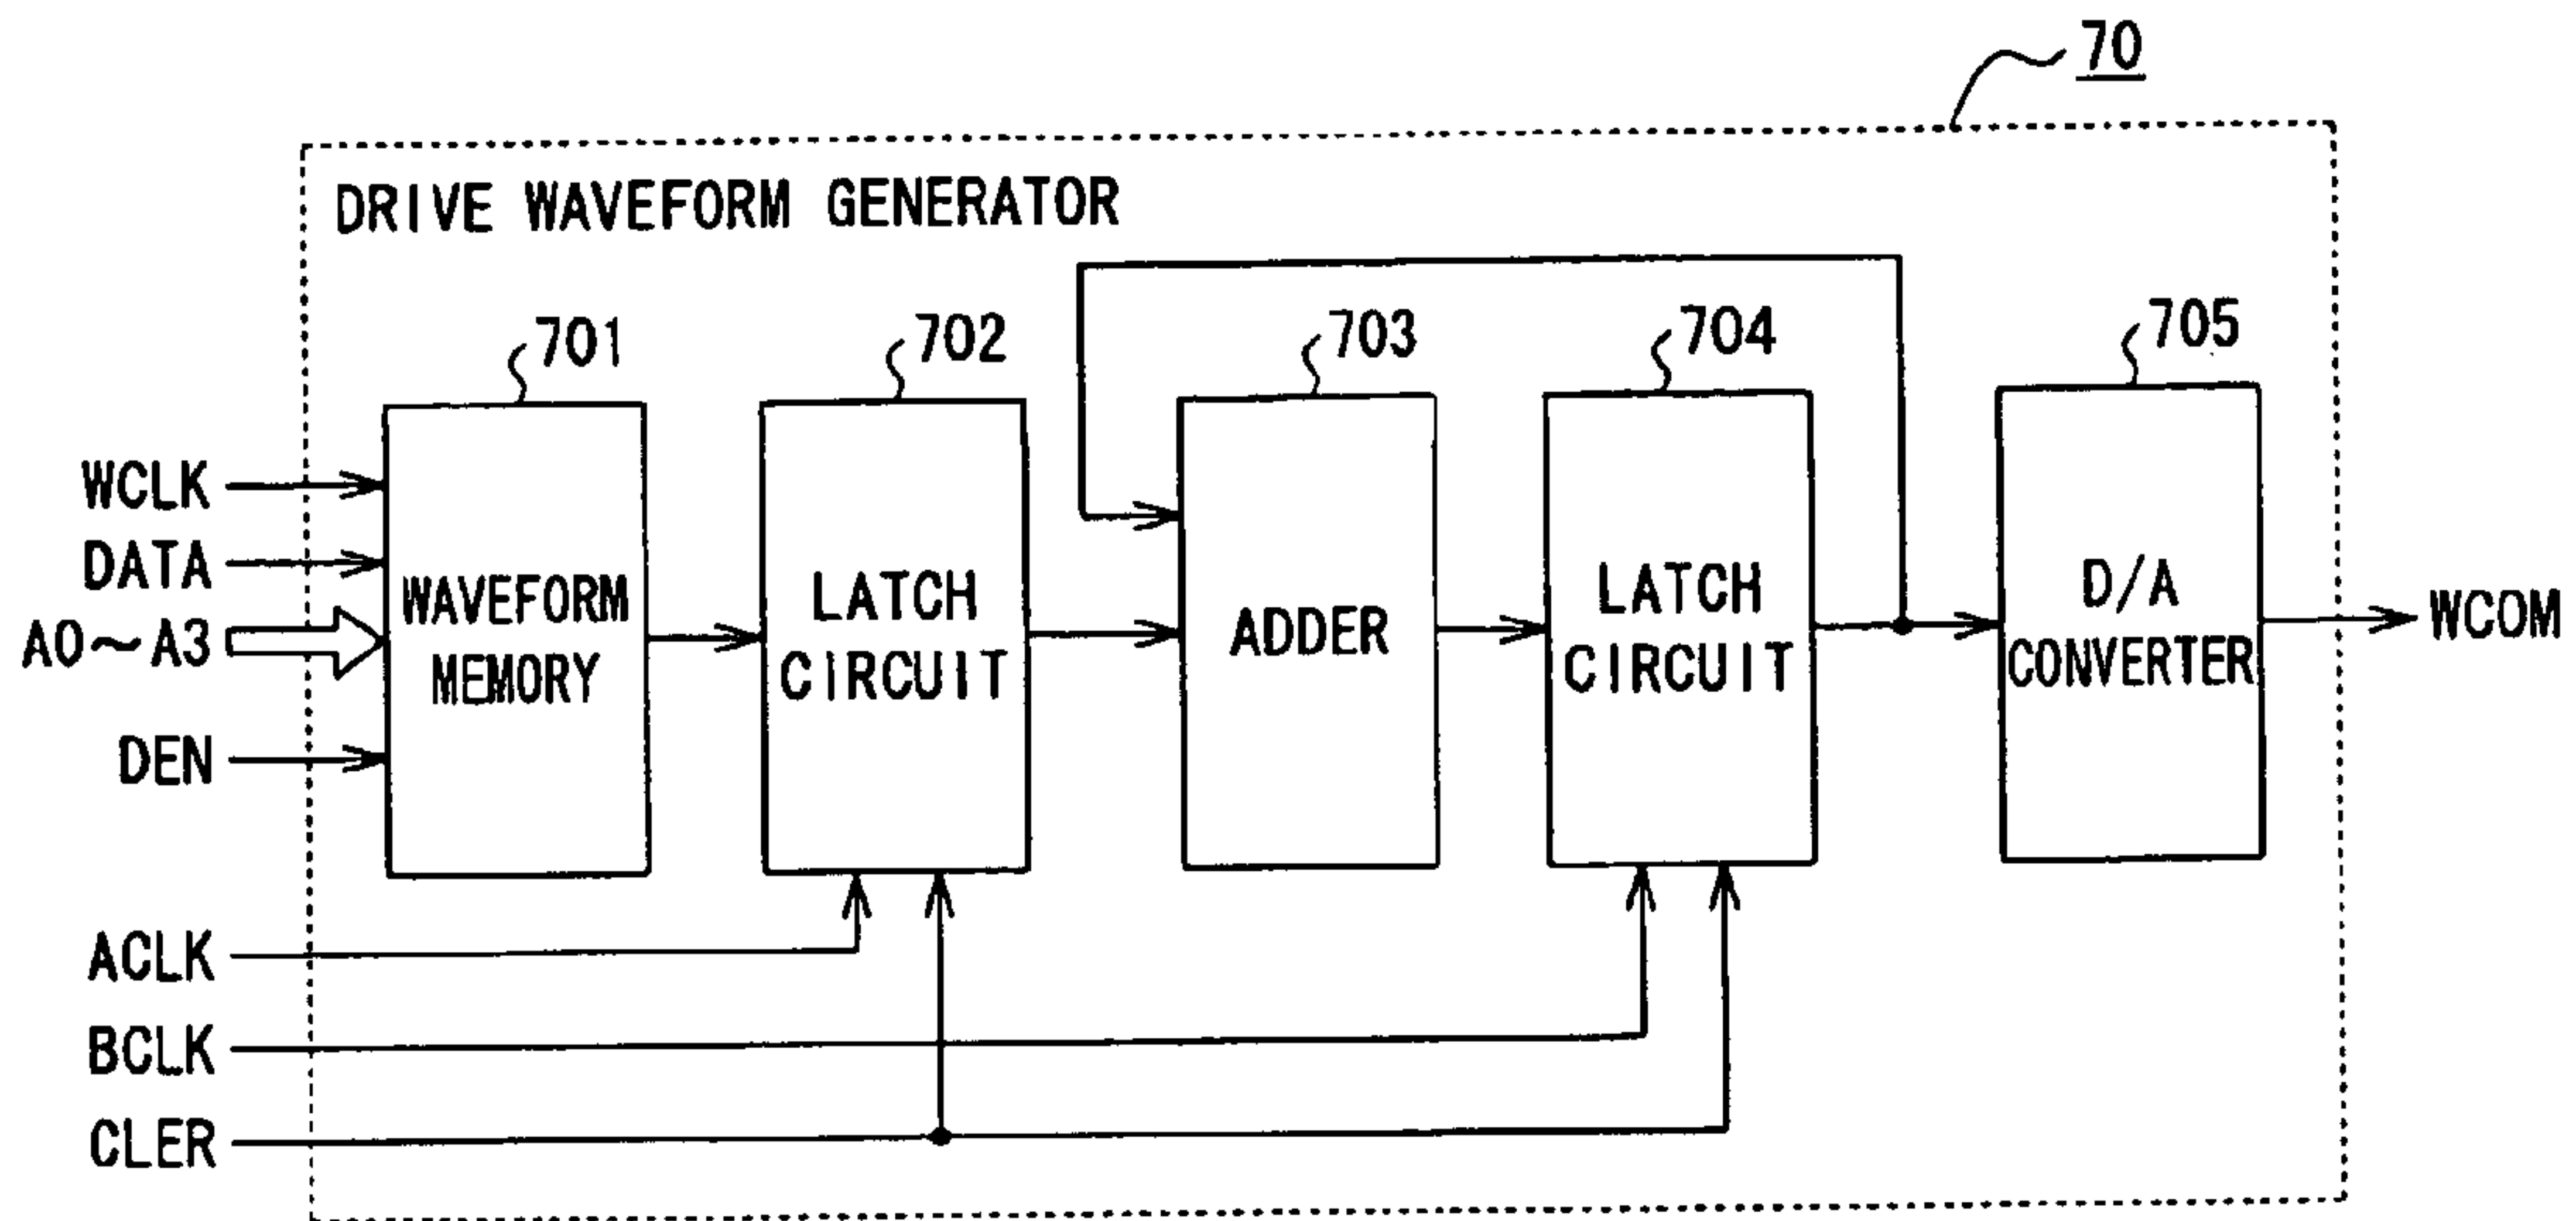 70
DRIVE WAVEFORM GENERATOR
701
702
703
704
705
WCLK
DATA
A0~A3
DEN
WAVEFORM
MEMORY
LATCH
CIRCUIT
ADDER
LATCH
CIRCUIT
D/A
CONVERTER
WCOM
ACLK
BCLK
CLER